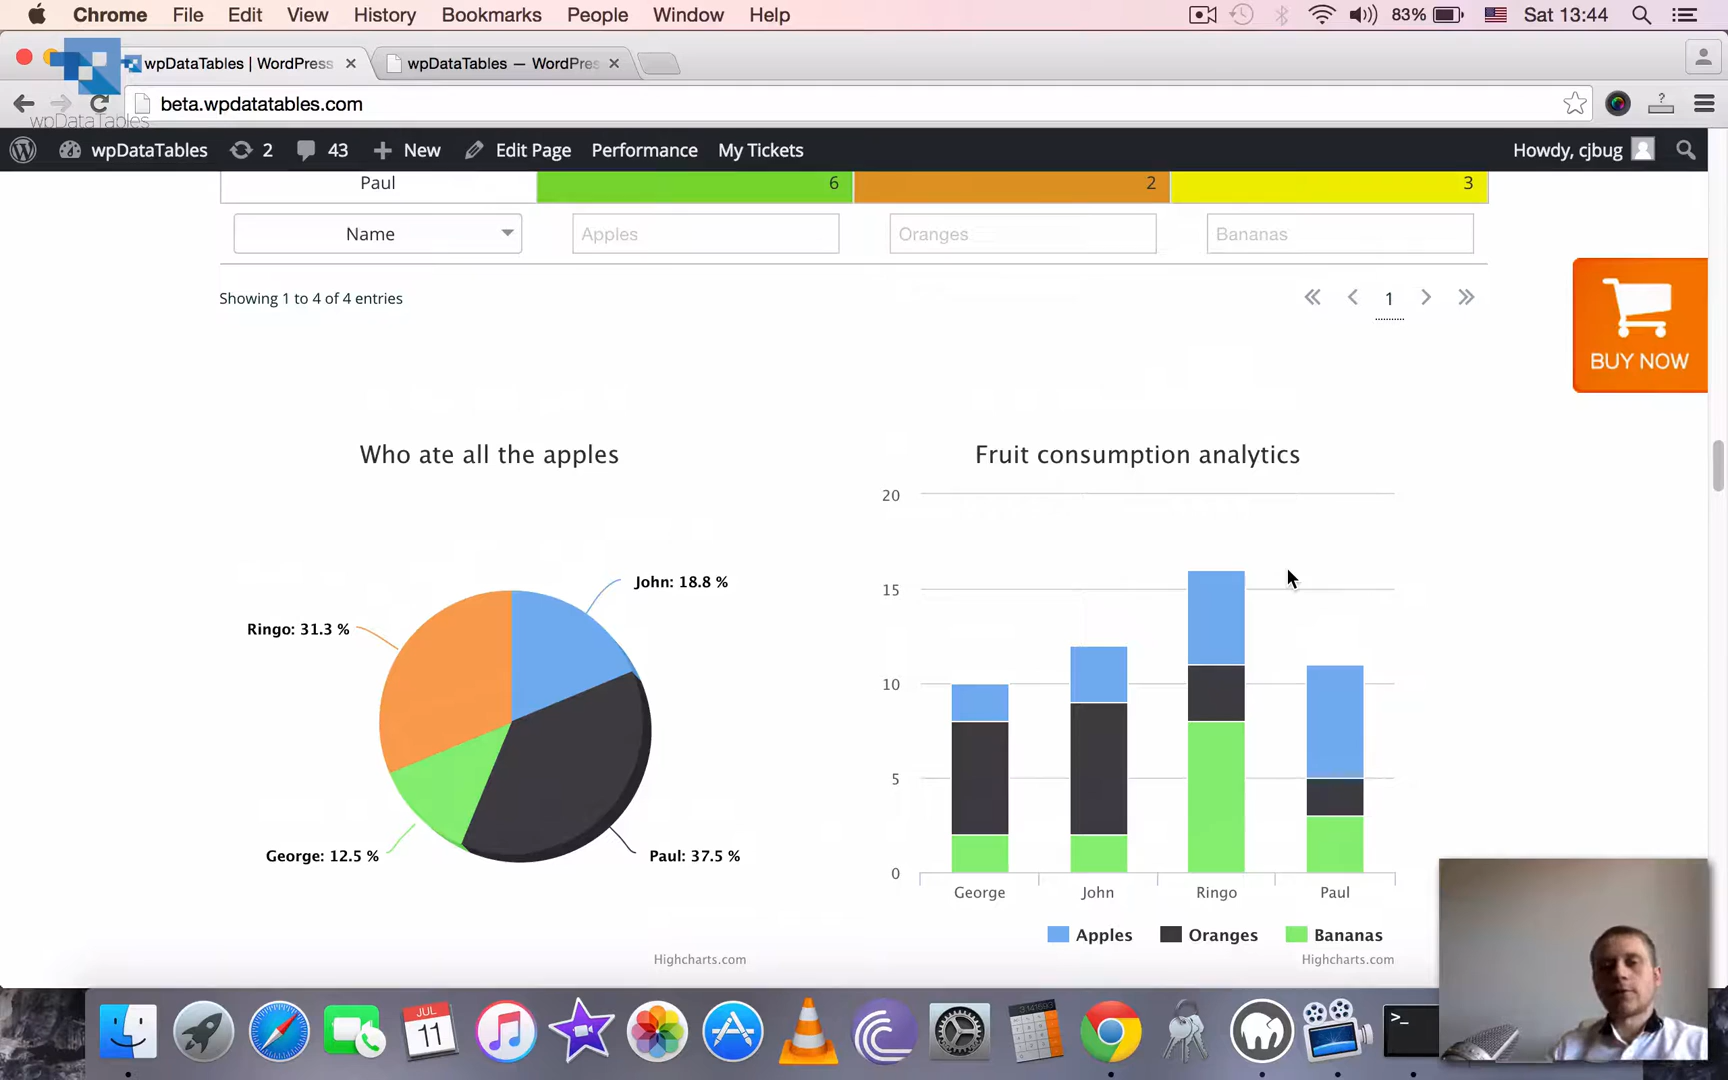 Chrome File Edit View History Bookmarks People Window Help 83% Sat 13:44
wpDataTables | WordPress wpDataTables — WordPres
beta.wpdatatables.com
wpDataTables
wpDataTables 2 43 New Edit Page Performance My Tickets Howdy, cjbug
Paul 6 2 3
Name Apples Oranges Bananas
Showing 1 to 4 of 4 entries 1
BUY NOW
Who ate all the apples
John: 18.8 %
Ringo: 31.3 %
George: 12.5 %
Paul: 37.5 %
Highcharts.com
Fruit consumption analytics
20
15
10
5
0
George John Ringo Paul
Apples Oranges Bananas
Highcharts.com
JUL
11
>_